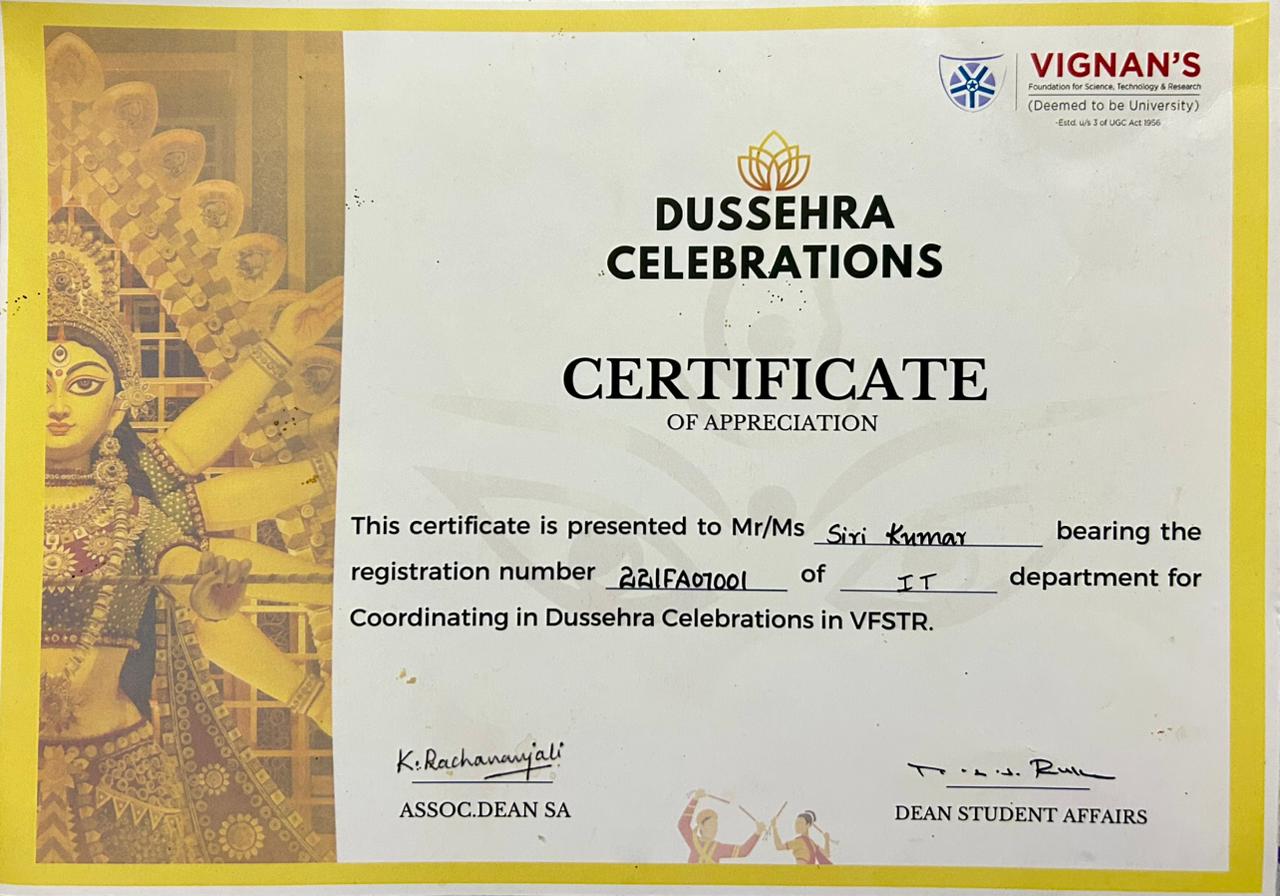 VIGNAN'S
Foundation for Science, Technology & Research
(Deemed to be University)
-Estd. u/s 3 of UGC Act 1956
DUSSEHRA
CELEBRATIONS
CERTIFICATE
OF APPRECIATION
This certificate is presented to Mr/Ms Siri Kumar bearing the
registration number 221FA07001 of IT department for
Coordinating in Dussehra Celebrations in VFSTR.
K. Rachananjali
ASSOC.DEAN SA
DEAN STUDENT AFFAIRS